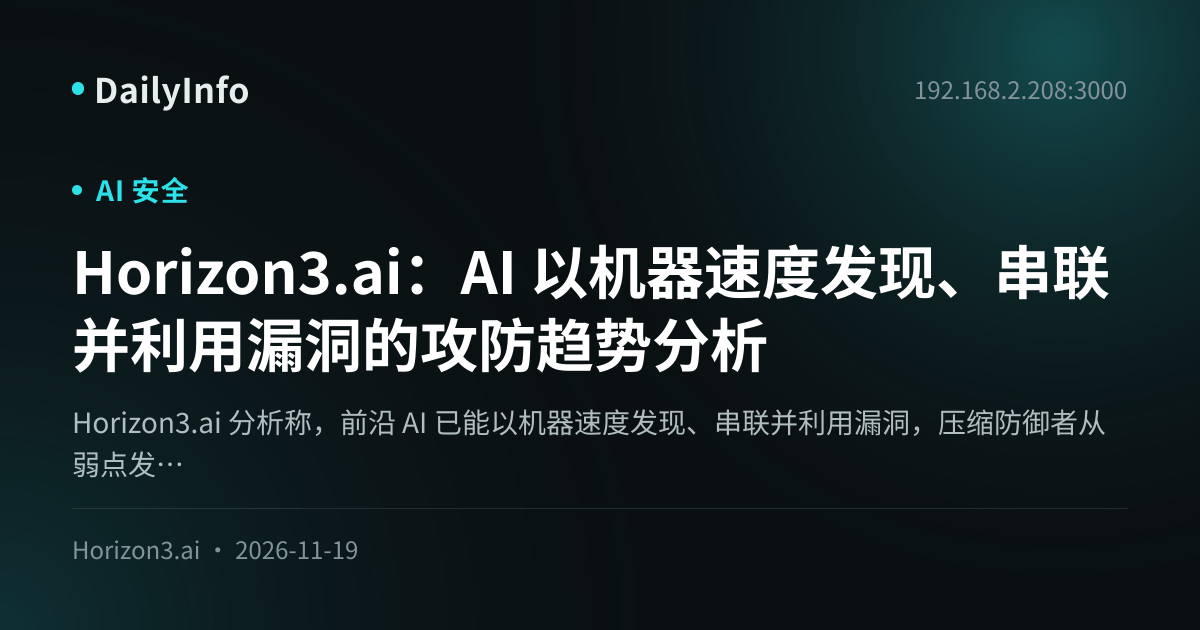 DailyInfo
192.168.2.208:3000
AI 安全
Horizon3.ai：AI 以机器速度发现、串联
并利用漏洞的攻防趋势分析
Horizon3.ai 分析称，前沿 AI 已能以机器速度发现、串联并利用漏洞，压缩防御者从
弱点发…
Horizon3.ai · 2026-11-19